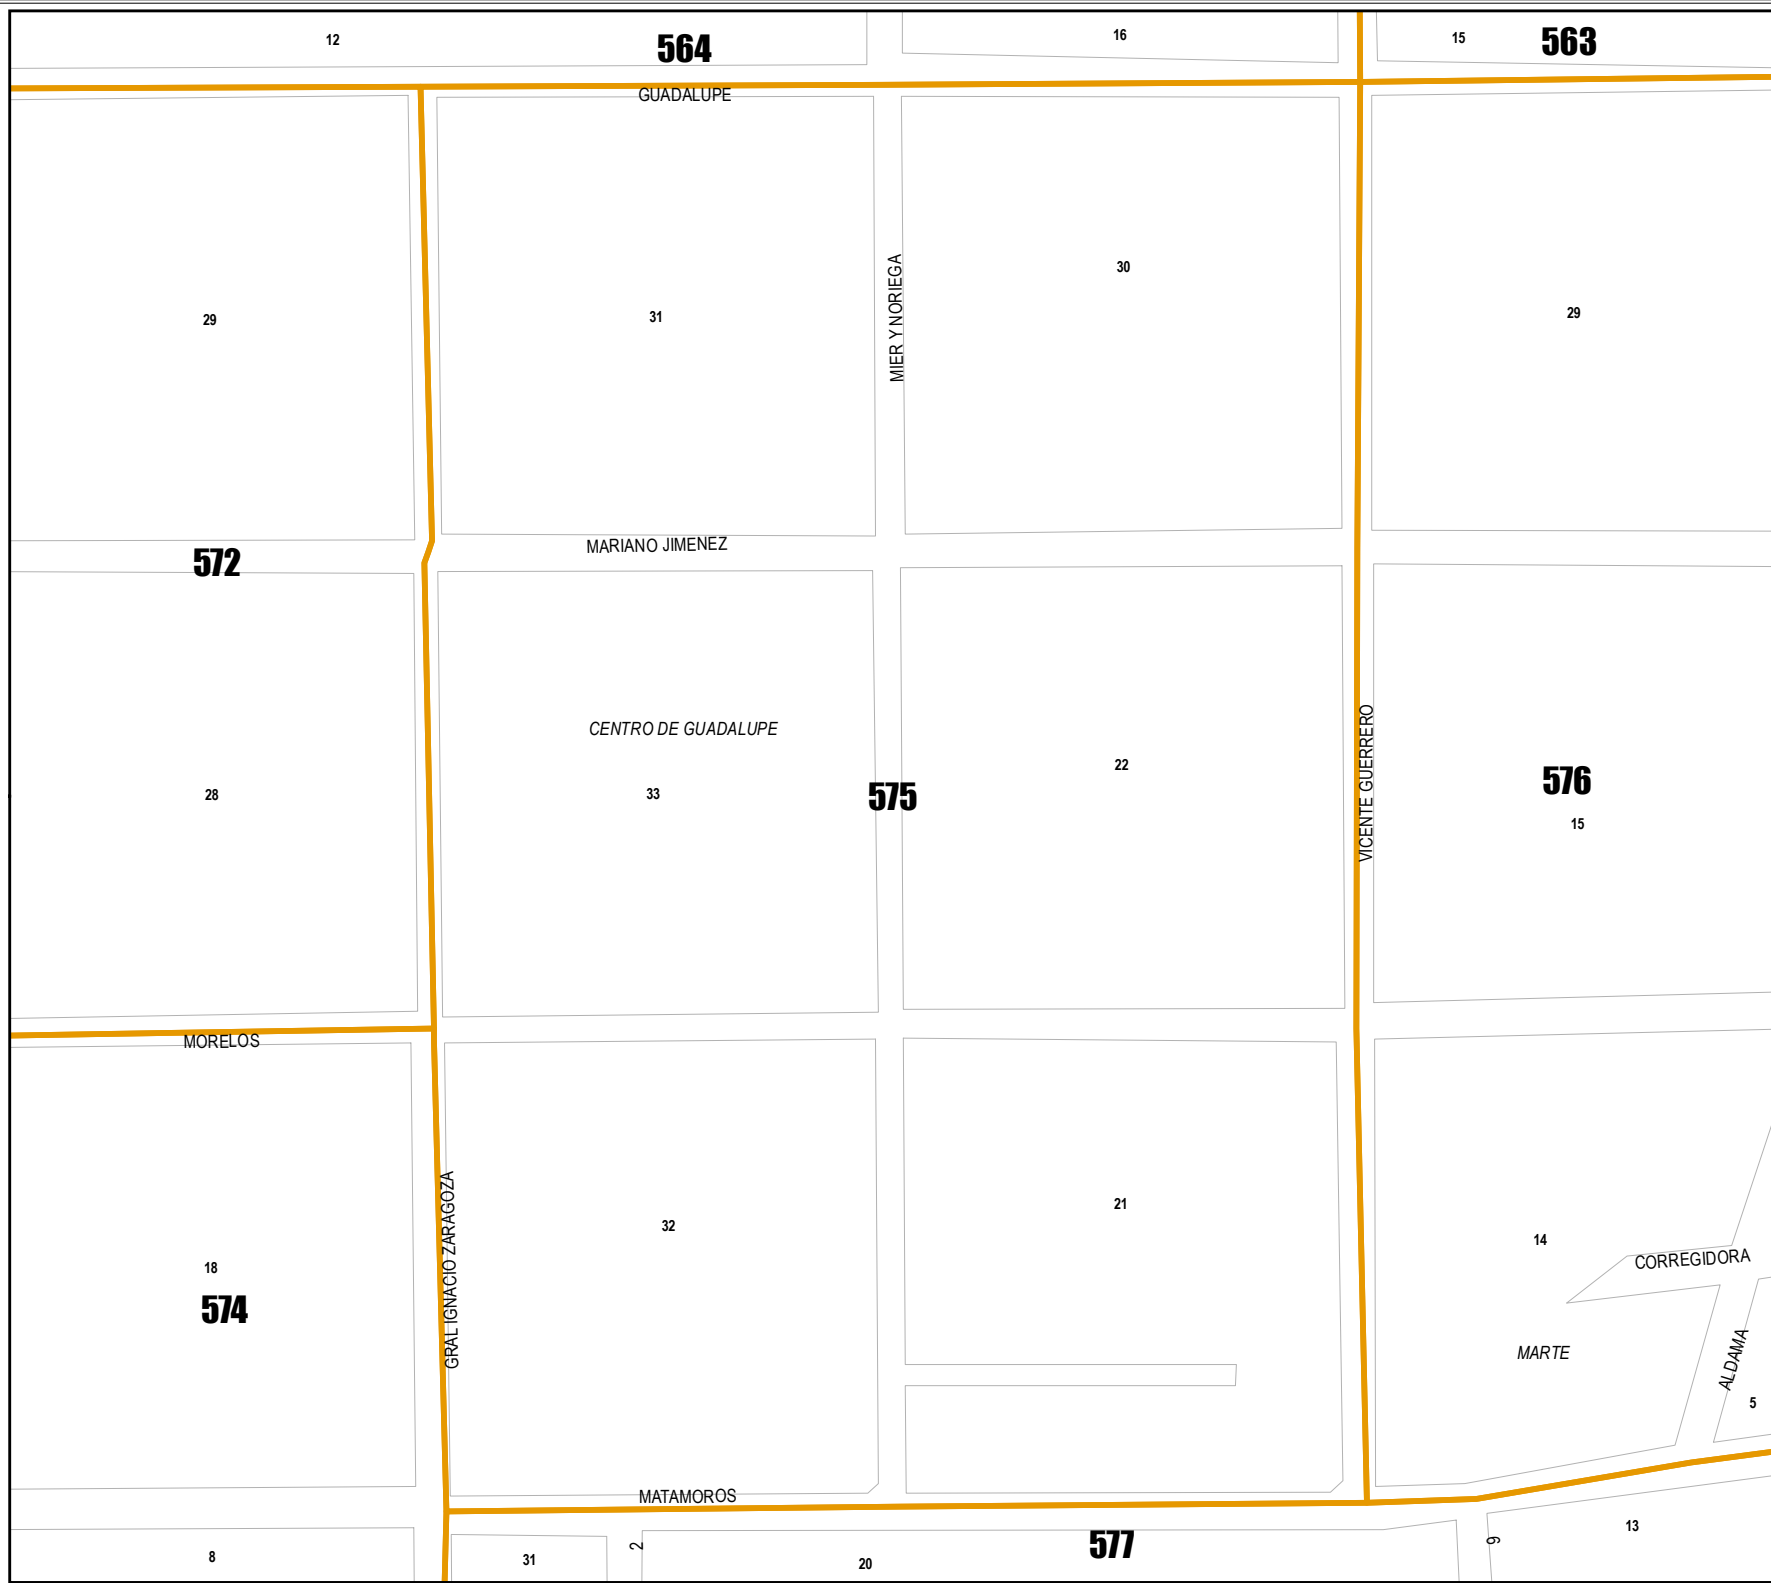 12
564
16
15
563
GUADALUPE
29
31
MIER Y NORIEGA
30
29
MARIANO JIMENEZ
572
CENTRO DE GUADALUPE
28
33
575
22
VICENTE GUERRERO
576
15
MORELOS
18
574
GRAL IGNACIO ZARAGOZA
32
21
14
CORREGIDORA
MARTE
ALDAMA
5
MATAMOROS
8
31
2
20
577
9
13